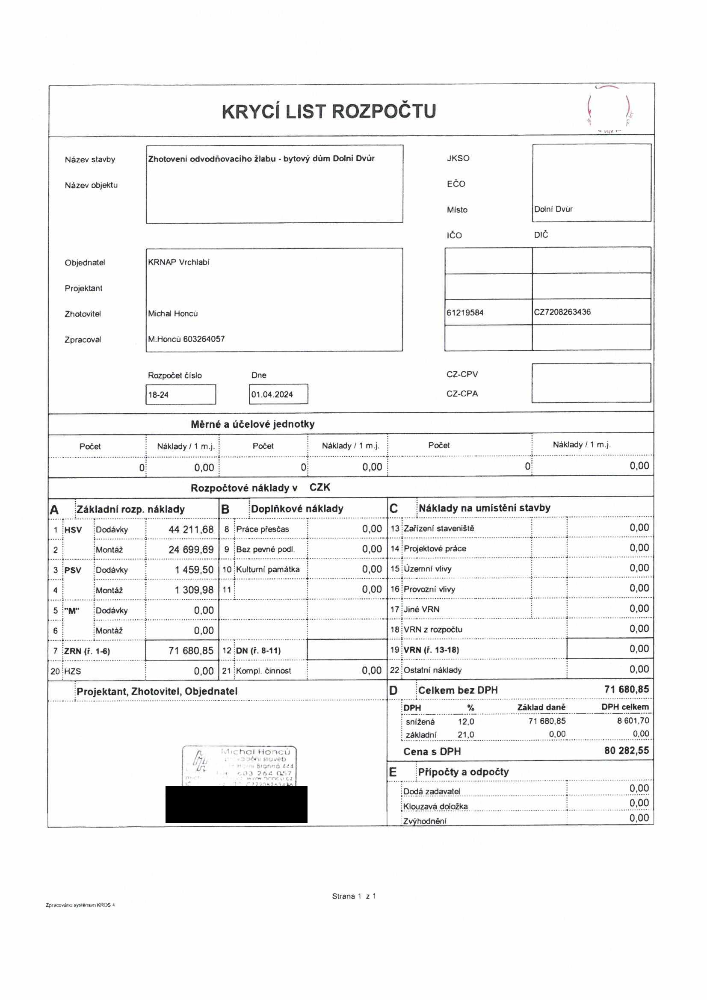 KRYCÍ LIST ROZPOČTU
Název stavby
Zhotoveni odvodňovaciho žlabu - bytový dům Dolni Dvůr
JKSO
Název objektu
EČO
Místo
Dolní Dvůr
IČO DIČ
Objednatel
KRNAP Vrchlabí
Projektant
Zhotovitel
Michal Honců
61219584
CZ7208263436
Zpracoval
M.Honců 603264057
Rozpočet číslo
Dne
CZ-CPV
18-24
01.04.2024
CZ-CPA
Měrné a účelové jednotky
Počet Náklady / 1 m.j. Počet Náklady / 1 m.j. Počet Náklady / 1 m.j.
0 0,00 0 0,00 0 0,00
Rozpočtové náklady v CZK
A Základní rozp. náklady B Doplňkové náklady C Náklady na umístění stavby
1 HSV Dodávky 44 211,68 8 Práce přesčas 0,00 13 Zařízení staveniště 0,00
2 Montáž 24 699,69 9 Bez pevné podl. 0,00 14 Projektové práce 0,00
3 PSV Dodávky 1 459,50 10 Kulturní památka 0,00 15 Územní vlivy 0,00
4 Montáž 1 309,98 11 0,00 16 Provozní vlivy 0,00
5 "M" Dodávky 0,00 17 Jiné VRN 0,00
6 Montáž 0,00 18 VRN z rozpočtu 0,00
7 ZRN (ř. 1-6) 71 680,85 12 DN (ř. 8-11) 19 VRN (ř. 13-18) 0,00
20 HZS 0,00 21 Kompl. činnost 0,00 22 Ostatní náklady 0,00
Projektant, Zhotovitel, Objednatel
D Celkem bez DPH 71 680,85
DPH % Základ daně DPH celkem
snížená 12,0 71 680,85 8 601,70
základní 21,0 0,00 0,00
Cena s DPH 80 282,55
Michal Honců
staveb
Horní Branná 444
603 264 057
www.honcu.cz
CZ7208263436
E Přípočty a odpočty
Dodá zadavatel 0,00
Klouzavá doložka 0,00
Zvýhodnění 0,00
Strana 1 z 1
Zpracováno systémem KROS 4